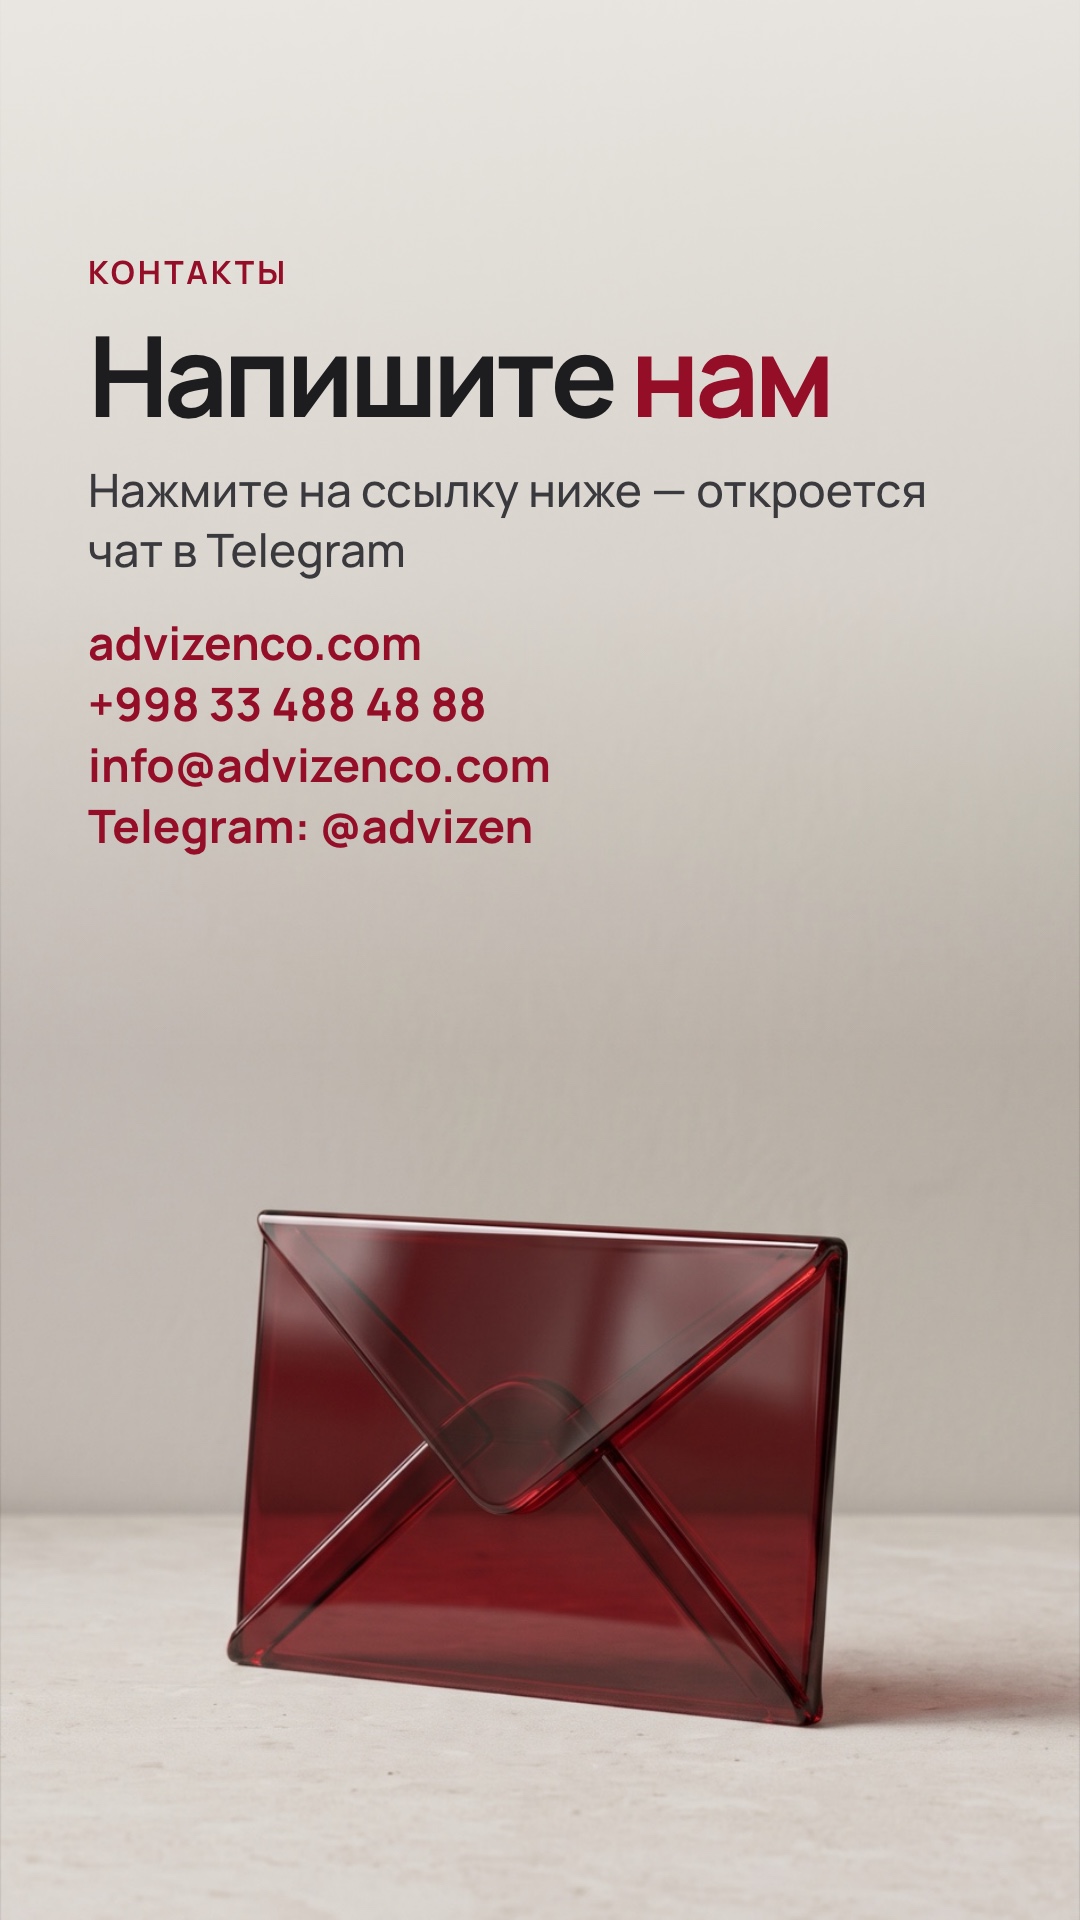 КОНТАКТЫ
Напишите нам
Нажмите на ссылку ниже — откроется
чат в Telegram
advizenco.com
+998 33 488 48 88
info@advizenco.com
Telegram: @advizen